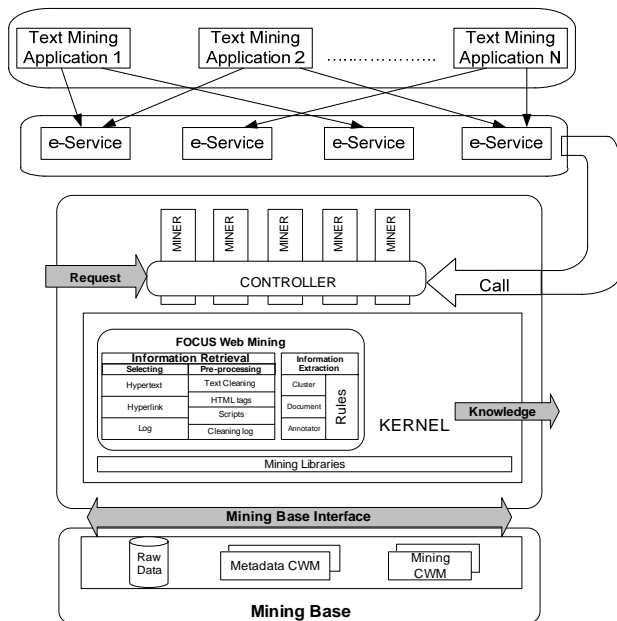 Text Mining
Application 1
Text Mining
Application 2
........................
Text Mining
Application N
e-Service
e-Service
e-Service
e-Service
MINER
MINER
MINER
MINER
MINER
Request
CONTROLLER
Call
FOCUS Web Mining
Information Retrieval
Selecting
Pre-processing
Hypertext
Hyperlink
Log
Text Cleaning
HTML tags
Scripts
Cleaning log
Information
Extraction
Cluster
Document
Annotator
Rules
KERNEL
Knowledge
Mining Libraries
Mining Base Interface
Raw
Data
Metadata CWM
Mining
CWM
Mining Base